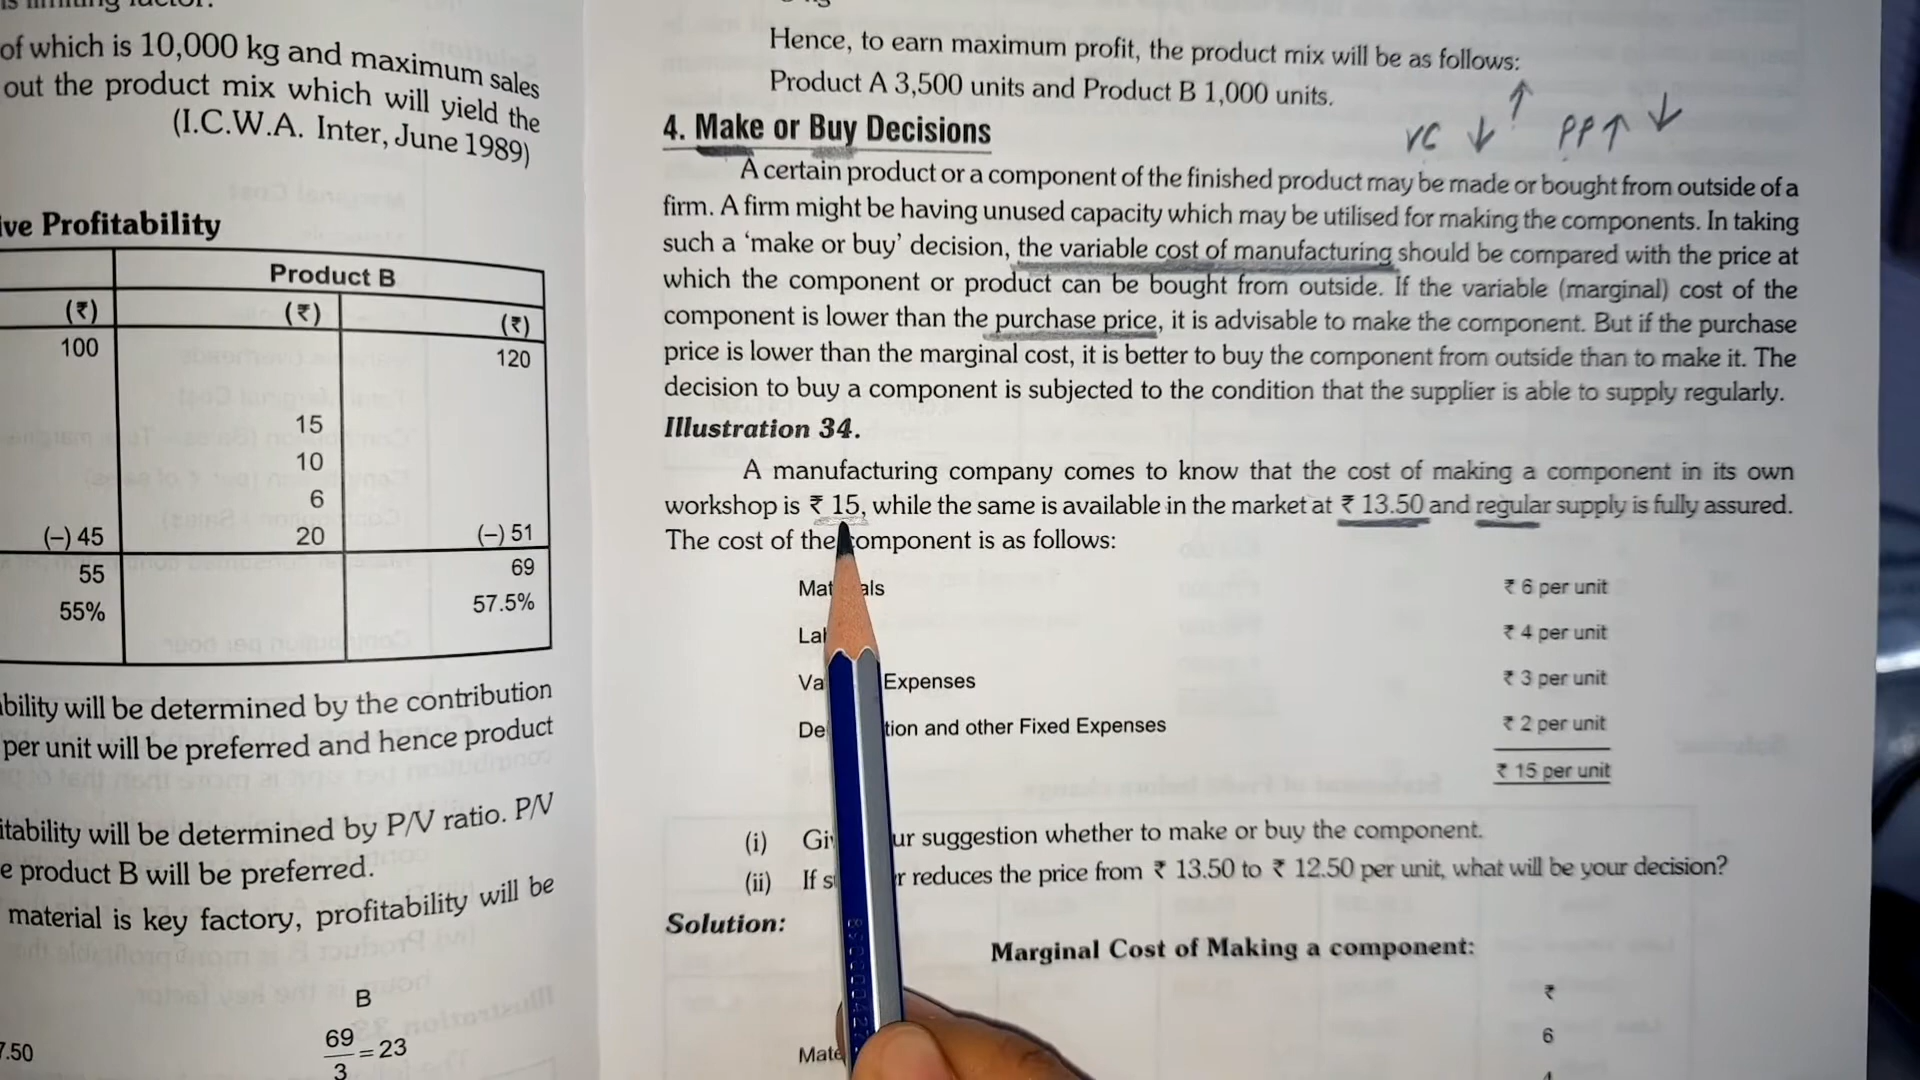 of which is 10,000 kg and maximum sales
out the product mix which will yield the
(I.C.W.A. Inter, June 1989)
ve Profitability
Product B
(₹) (₹) (₹)
100 120
15
10
6
(–) 45 20 (–) 51
55 69
55% 57.5%
bility will be determined by the contribution
per unit will be preferred and hence product
itability will be determined by P/V ratio. P/V
e product B will be preferred.
material is key factory, profitability will be
B
7.50 69/3 = 23
Hence, to earn maximum profit, the product mix will be as follows:
Product A 3,500 units and Product B 1,000 units.
VC ↓ ↑ PP↑ ↓
4. Make or Buy Decisions
A certain product or a component of the finished product may be made or bought from outside of a
firm. A firm might be having unused capacity which may be utilised for making the components. In taking
such a ‘make or buy’ decision, the variable cost of manufacturing should be compared with the price at
which the component or product can be bought from outside. If the variable (marginal) cost of the
component is lower than the purchase price, it is advisable to make the component. But if the purchase
price is lower than the marginal cost, it is better to buy the component from outside than to make it. The
decision to buy a component is subjected to the condition that the supplier is able to supply regularly.
Illustration 34.
A manufacturing company comes to know that the cost of making a component in its own
workshop is ₹ 15, while the same is available in the market at ₹ 13.50 and regular supply is fully assured.
The cost of the component is as follows:
Mat als ₹ 6 per unit
La ₹ 4 per unit
Va Expenses ₹ 3 per unit
De tion and other Fixed Expenses ₹ 2 per unit
₹ 15 per unit
(i) Gi ur suggestion whether to make or buy the component.
(ii) If s r reduces the price from ₹ 13.50 to ₹ 12.50 per unit, what will be your decision?
Solution:
Marginal Cost of Making a component:
₹
Mate 6